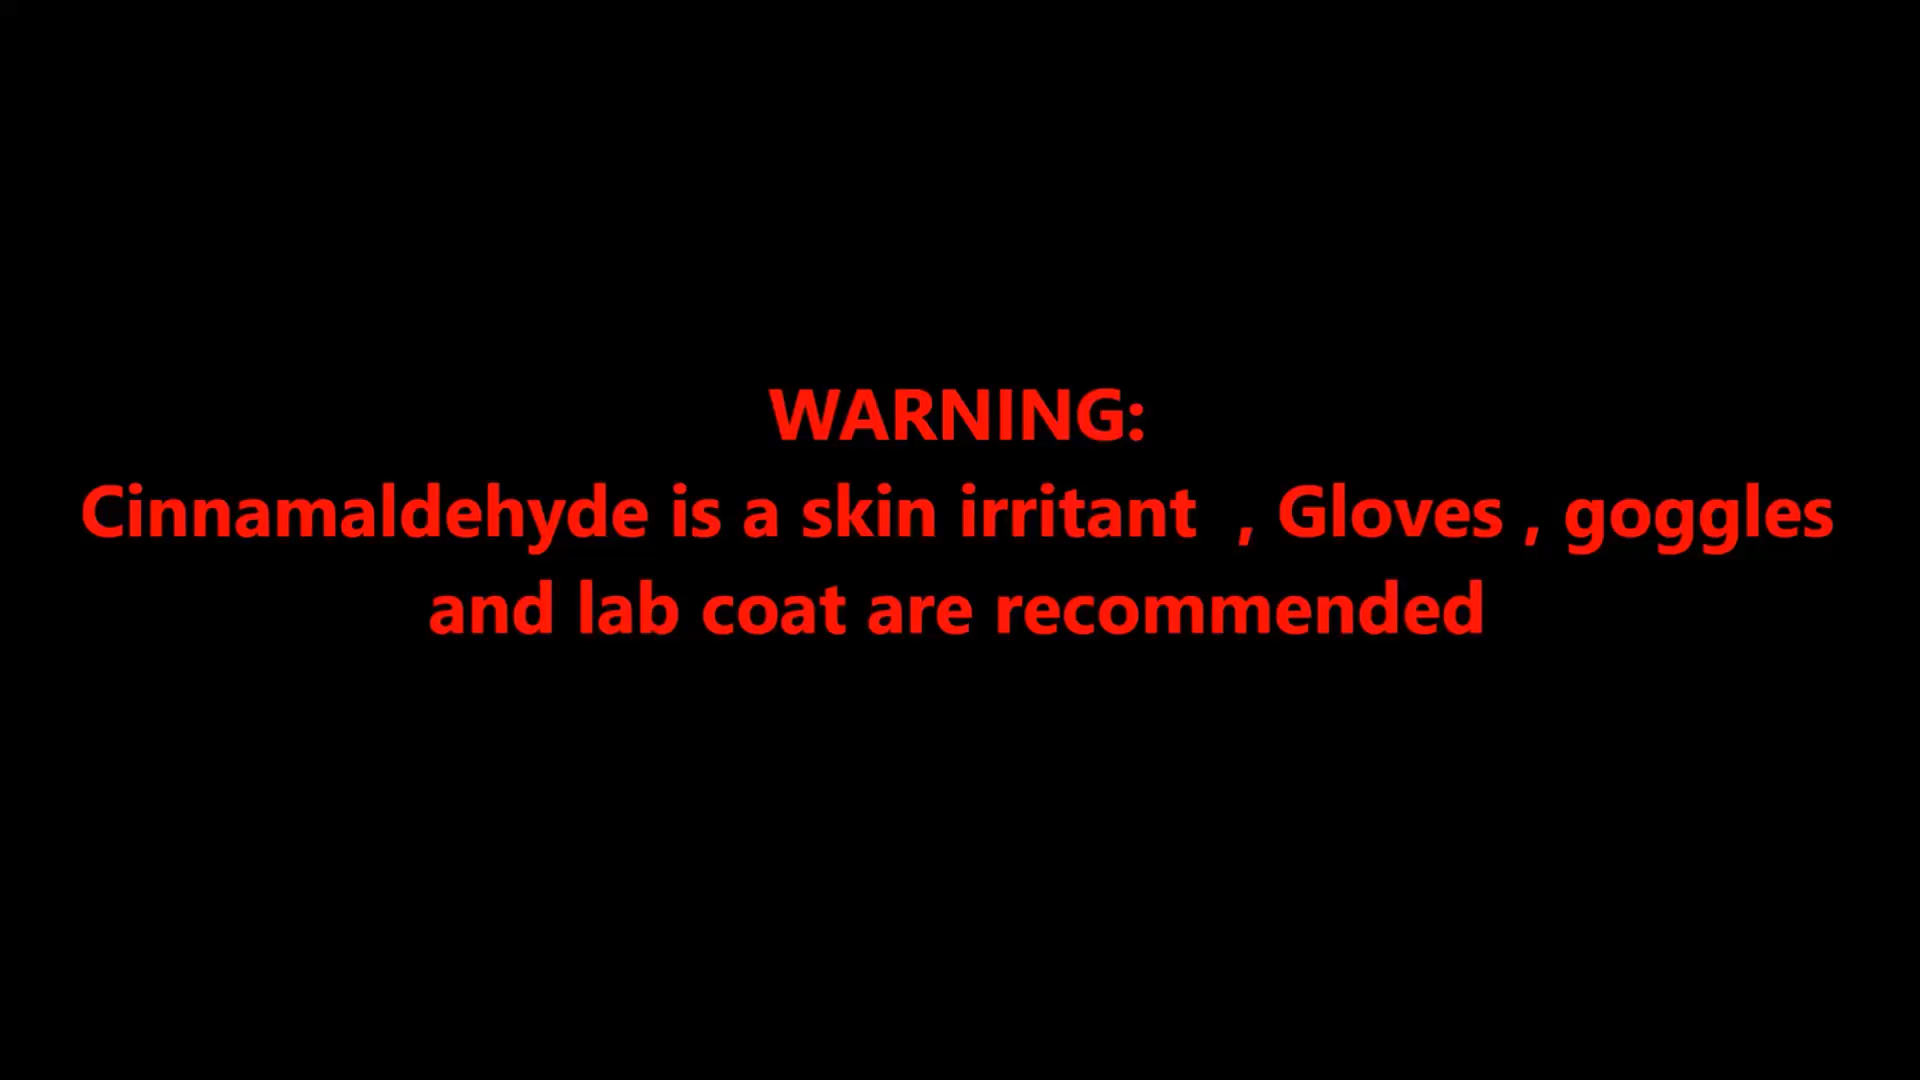 WARNING:
Cinnamaldehyde is a skin irritant  , Gloves , goggles
and lab coat are recommended